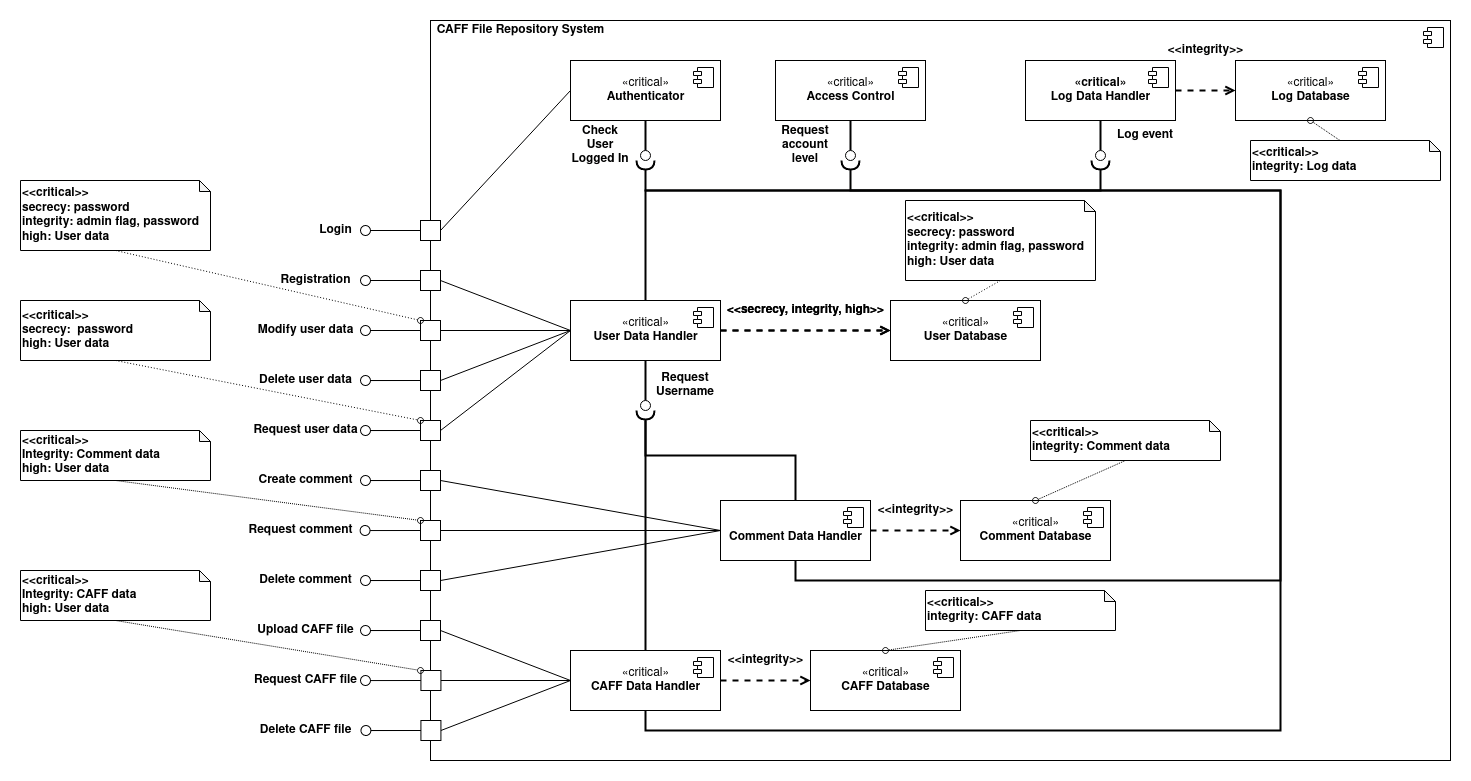 CAFF File Repository System
<<integrity>>
«critical»
Authenticator
«critical»
Access Control
«critical»
Log Data Handler
«critical»
Log Database
Check
User
Logged In
Request
account
level
Log event
<<critical>>
integrity: Log data
<<critical>>
secrecy: password
integrity: admin flag, password
high: User data
Login
<<critical>>
secrecy: password
integrity: admin flag, password
high: User data
Registration
<<critical>>
secrecy:  password
high: User data
Modify user data
«critical»
User Data Handler
<<secrecy, integrity, high>>
«critical»
User Database
Delete user data
Request
Username
Request user data
<<critical>>
Integrity: Comment data
high: User data
<<critical>>
integrity: Comment data
Create comment
Request comment
Comment Data Handler
<<integrity>>
«critical»
Comment Database
Delete comment
<<critical>>
Integrity: CAFF data
high: User data
<<critical>>
integrity: CAFF data
Upload CAFF file
Request CAFF file
«critical»
CAFF Data Handler
<<integrity>>
«critical»
CAFF Database
Delete CAFF file